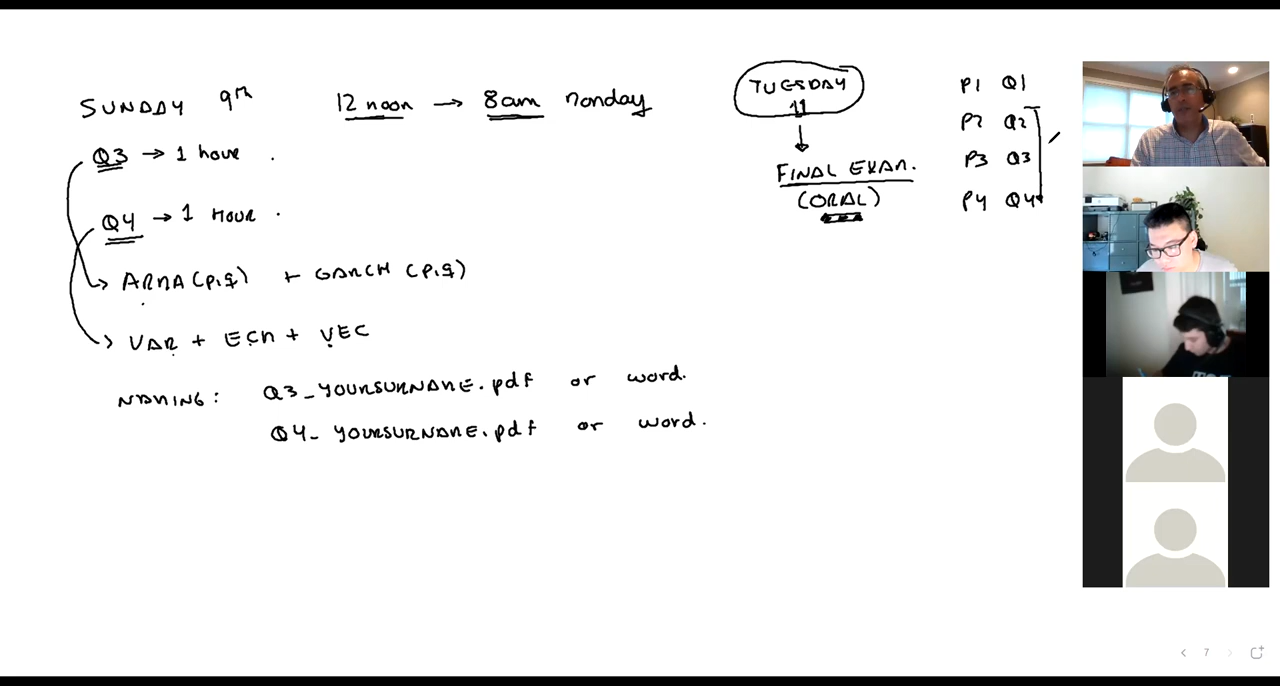 SUNDAY 9th 12 noon → 8am Monday
Q3 → 1 hour .
Q4 → 1 HOUR .
ARMA (p,q) + GARCH (p,q)
VAR + ECM + VEC
NAMING: Q3_YOURSURNAME.pdf or word.
Q4_YOURSURNAME.pdf or word.
TUESDAY
11
FINAL EXAM.
(ORAL)
P1 Q1
P2 Q2
P3 Q3
P4 Q4
7